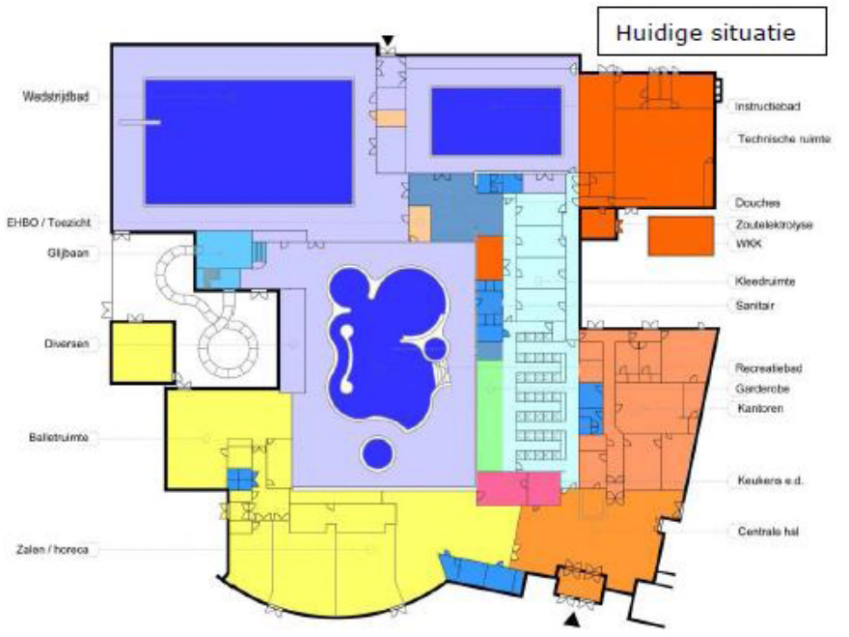 Huidige situatie
Wedstrijdbad
Wedstrijdbad
EHBO / Toezicht
Glijbaan
Diversen
Balletruimte
Zalen / horeca
Instructiebad
Technische ruimte
Douches
Zoutelektrolyse
WKK
Kleedruimte
Sanitair
Recreatiebad
Garderobe
Kantoren
Keukens e.d.
Centrale hal